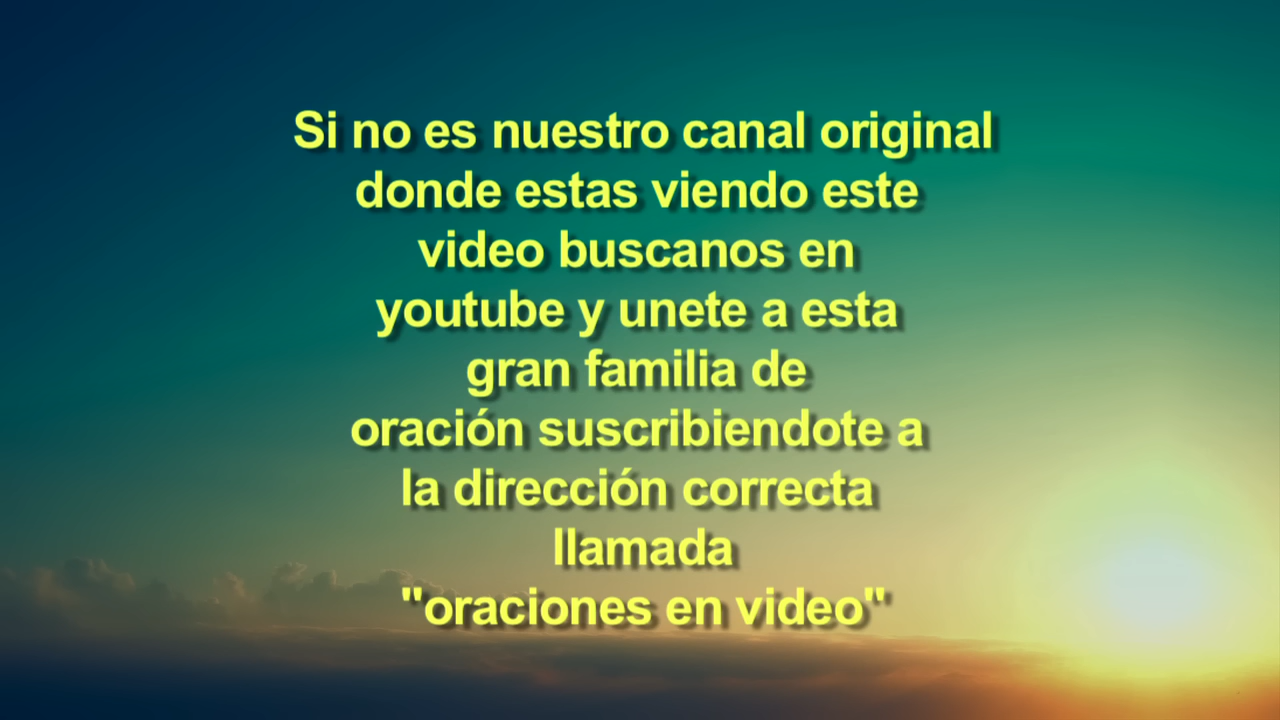 Si no es nuestro canal original
donde estas viendo este
video buscanos en
youtube y unete a esta
gran familia de
oración suscribiendote a
la dirección correcta
llamada
"oraciones en video"